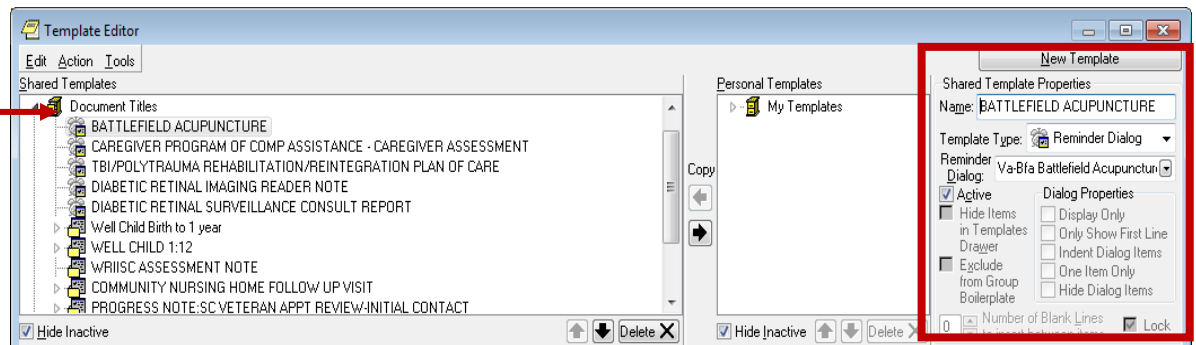 Template Editor
Edit Action Tools
New Template
Shared Templates
Document Titles
BATTLEFIELD ACUPUNCTURE
CAREGIVER PROGRAM OF COMP ASSISTANCE - CAREGIVER ASSESSMENT
TBI/POLYTRAUMA REHABILITATION/REINTEGRATION PLAN OF CARE
DIABETIC RETINAL IMAGING READER NOTE
DIABETIC RETINAL SURVEILLANCE CONSULT REPORT
Well Child Birth to 1 year
WELL CHILD 1:12
WRIISC ASSESSMENT NOTE
COMMUNITY NURSING HOME FOLLOW UP VISIT
PROGRESS NOTE:SC VETERAN APPT REVIEW-INITIAL CONTACT
Hide Inactive
Delete
Copy
Personal Templates
My Templates
Hide Inactive
Delete
Shared Template Properties
Name: BATTLEFIELD ACUPUNCTURE
Template Type: Reminder Dialog
Reminder
Dialog: Va-Bfa Battlefield Acupunctur
Active
Hide Items
in Templates
Drawer
Exclude
from Group
Boilerplate
Dialog Properties
Display Only
Only Show First Line
Indent Dialog Items
One Item Only
Hide Dialog Items
0 Number of Blank Lines
to insert between items
Lock